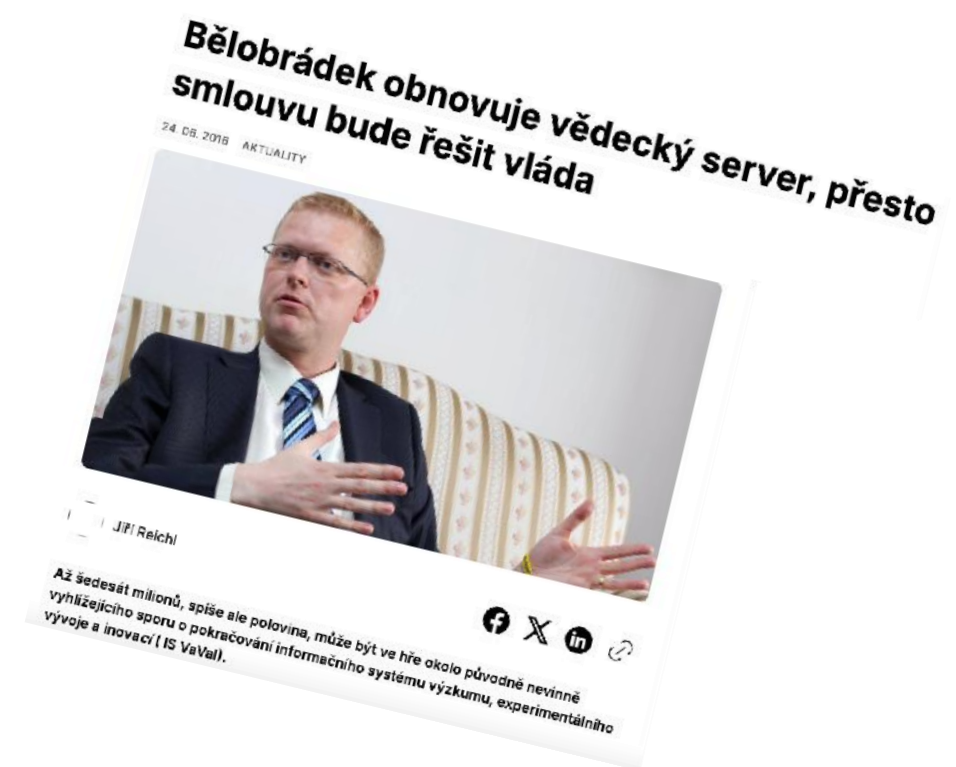 Bělobrádek obnovuje vědecký server, přesto
smlouvu bude řešit vláda
24. 06. 2016 AKTUALITY
Jiří Reichl
Až šedesát milionů, spíše ale polovina, může být ve hře okolo původně nevinně
vyhlížejícího sporu o pokračování informačního systému výzkumu, experimentálního
vývoje a inovací ( IS VaVaI).